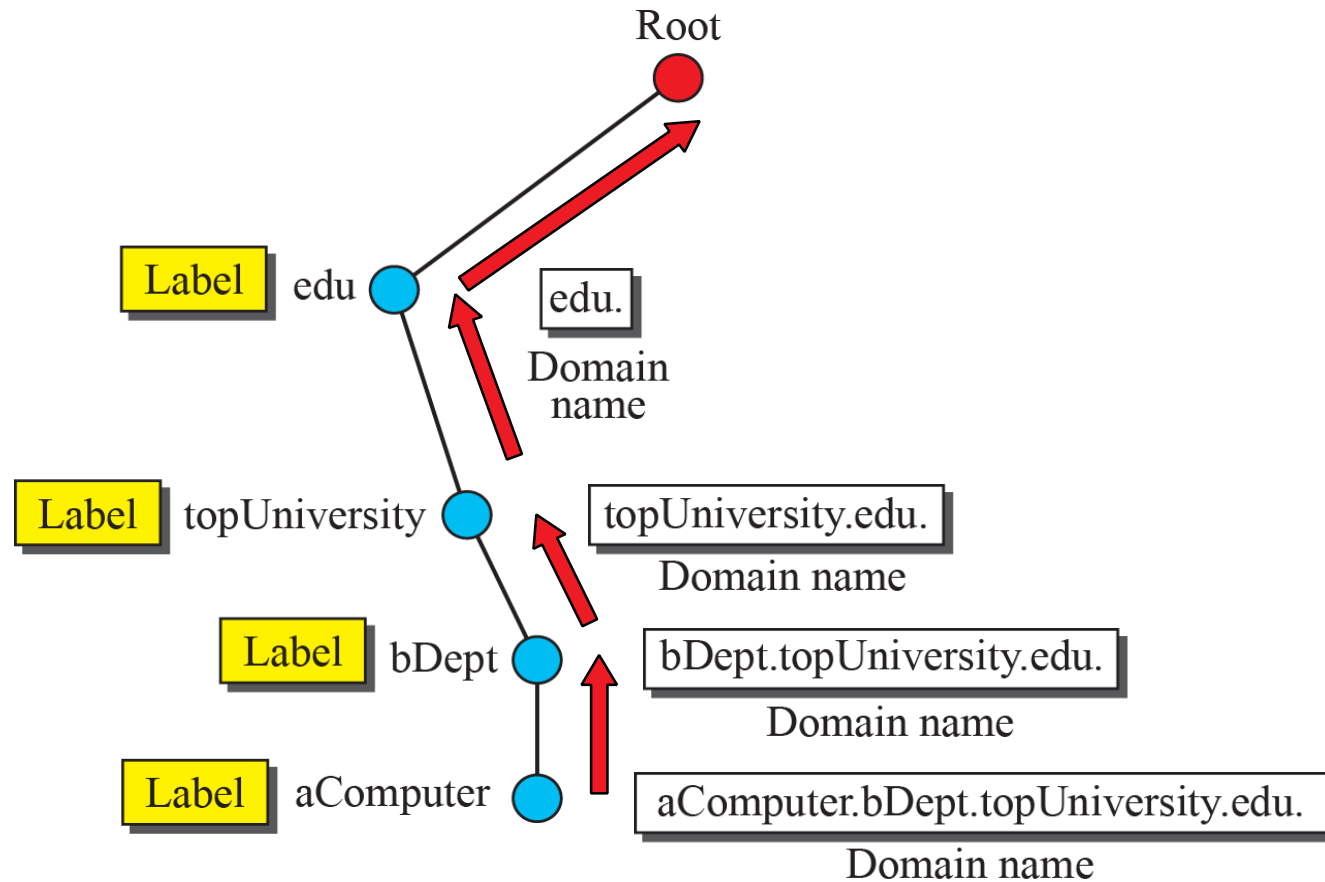 Root
Label edu
edu.
Domain
name
Label topUniversity
topUniversity.edu.
Domain name
Label bDept
bDept.topUniversity.edu.
Domain name
Label aComputer
aComputer.bDept.topUniversity.edu.
Domain name